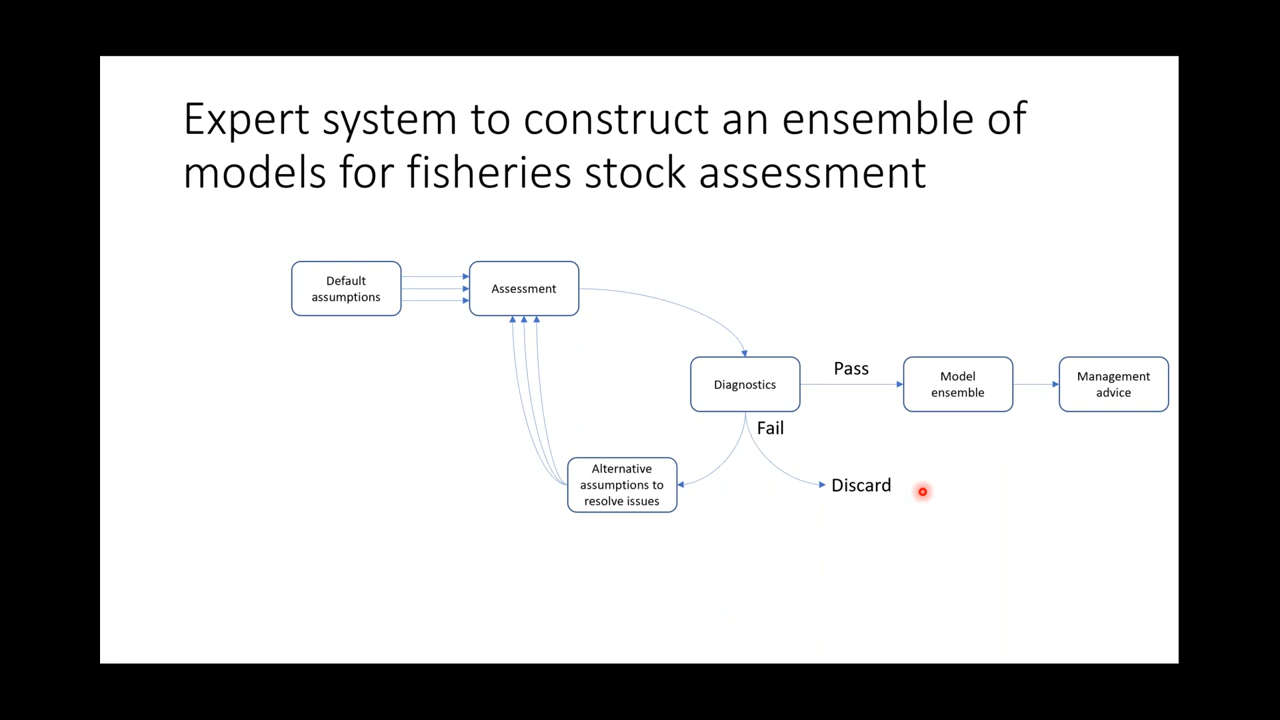 Expert system to construct an ensemble of
models for fisheries stock assessment
Default
assumptions
Assessment
Diagnostics
Pass
Model
ensemble
Management
advice
Fail
Alternative
assumptions to
resolve issues
Discard